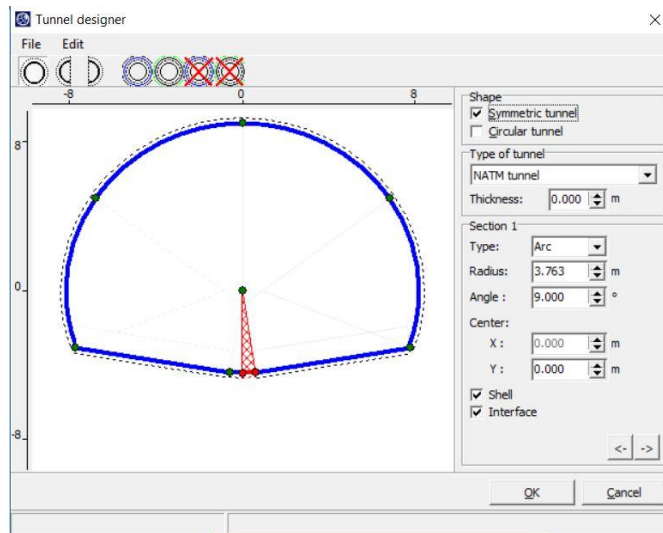 Tunnel designer
File Edit
-8 0 8
8
0
-8
Shape
Symmetric tunnel
Circular tunnel
Type of tunnel
NATM tunnel
Thickness: 0.000 m
Section 1
Type: Arc
Radius: 3.763 m
Angle : 9.000 °
Center:
X : 0.000 m
Y : 0.000 m
Shell
Interface
<- ->
OK Cancel